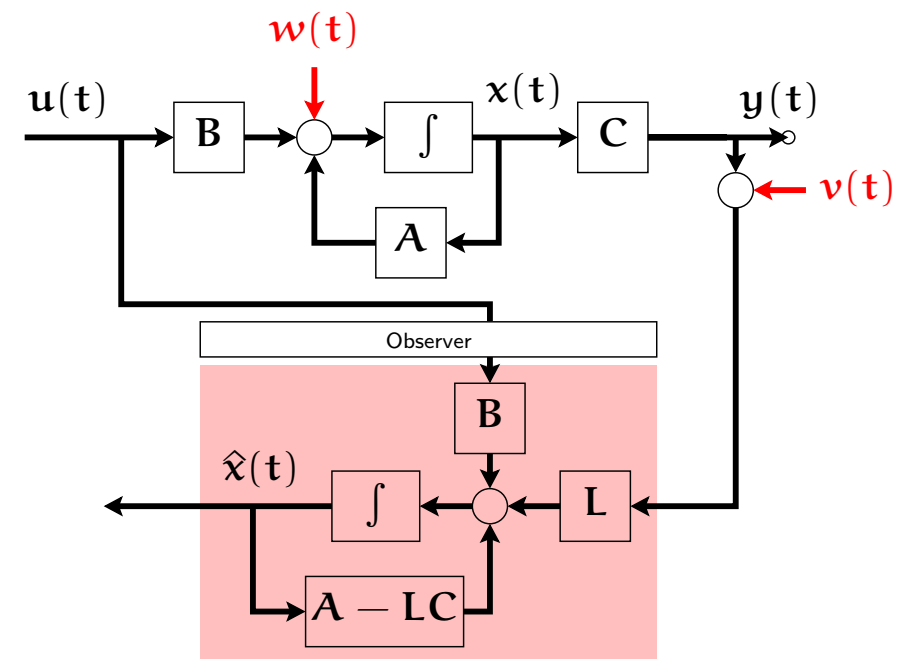 w(t)
u(t)
B
∫
x(t)
C
y(t)
v(t)
A
Observer
B
x̂(t)
∫
L
A − LC